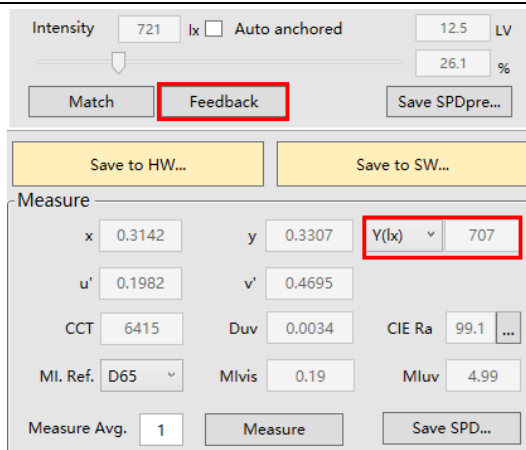 Intensity 721 lx Auto anchored 12.5 LV
26.1 %
Match Feedback Save SPDpre...
Save to HW... Save to SW...
Measure
x 0.3142 y 0.3307 Y(lx) 707
u' 0.1982 v' 0.4695
CCT 6415 Duv 0.0034 CIE Ra 99.1 ...
MI. Ref. D65 MIvis 0.19 MIuv 4.99
Measure Avg. 1 Measure Save SPD...